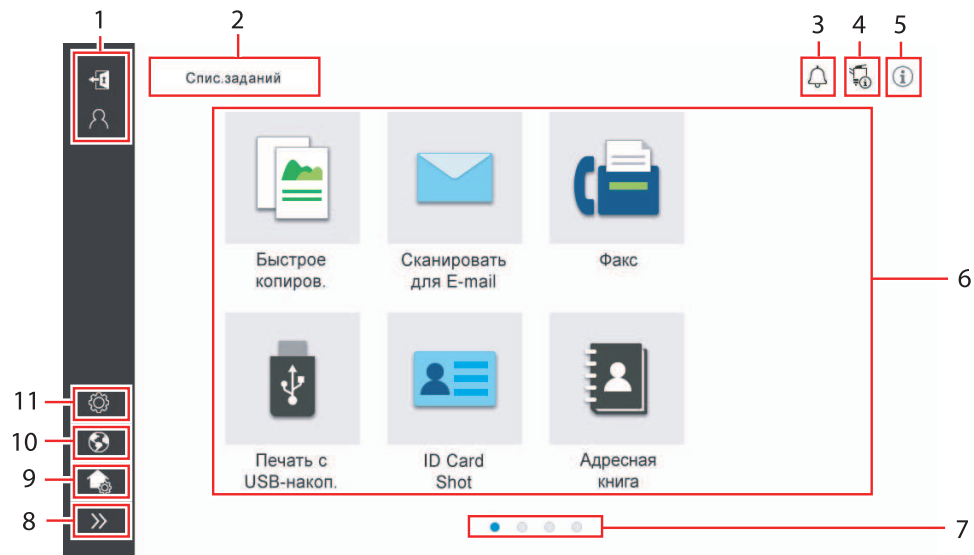 1
2
3
4
5
Спис.заданий
Быстрое
копиров.
Сканировать
для E-mail
Факс
6
Печать с
USB-накоп.
ID Card
Shot
Адресная
книга
11
10
9
8
7